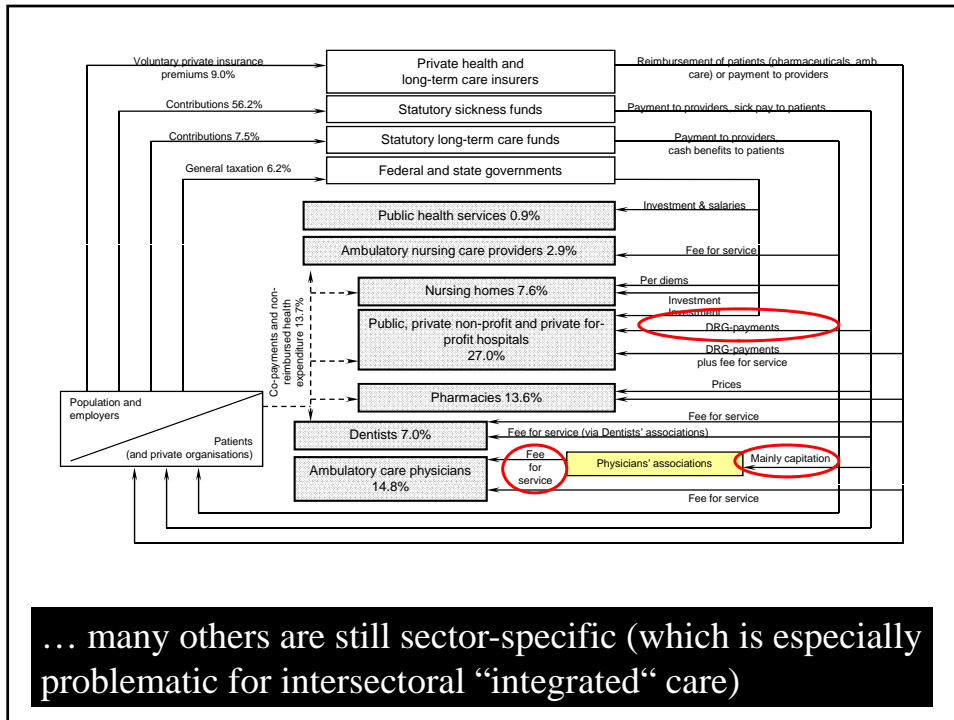 Voluntary private insurance
premiums 9.0%
Private health and
long-term care insurers
Reimbursement of patients (pharmaceuticals, amb.
care) or payment to providers
Contributions 56.2%
Statutory sickness funds
Payment to providers, sick pay to patients
Contributions 7.5%
Statutory long-term care funds
Payment to providers,
cash benefits to patients
General taxation 6.2%
Federal and state governments
Public health services 0.9%
Investment & salaries
Ambulatory nursing care providers 2.9%
Fee for service
Co-payments and non-
reimbursed health
expenditure 13.7%
Nursing homes 7.6%
Per diems
Investment
Investment
Public, private non-profit and private for-
profit hospitals
27.0%
DRG-payments
DRG-payments
plus fee for service
Pharmacies 13.6%
Prices
Population and
employers
Patients
(and private organisations)
Dentists 7.0%
Fee for service
Fee for service (via Dentists' associations)
Ambulatory care physicians
14.8%
Fee
for
service
Physicians' associations
Mainly capitation
Fee for service
… many others are still sector-specific (which is especially
problematic for intersectoral “integrated“ care)